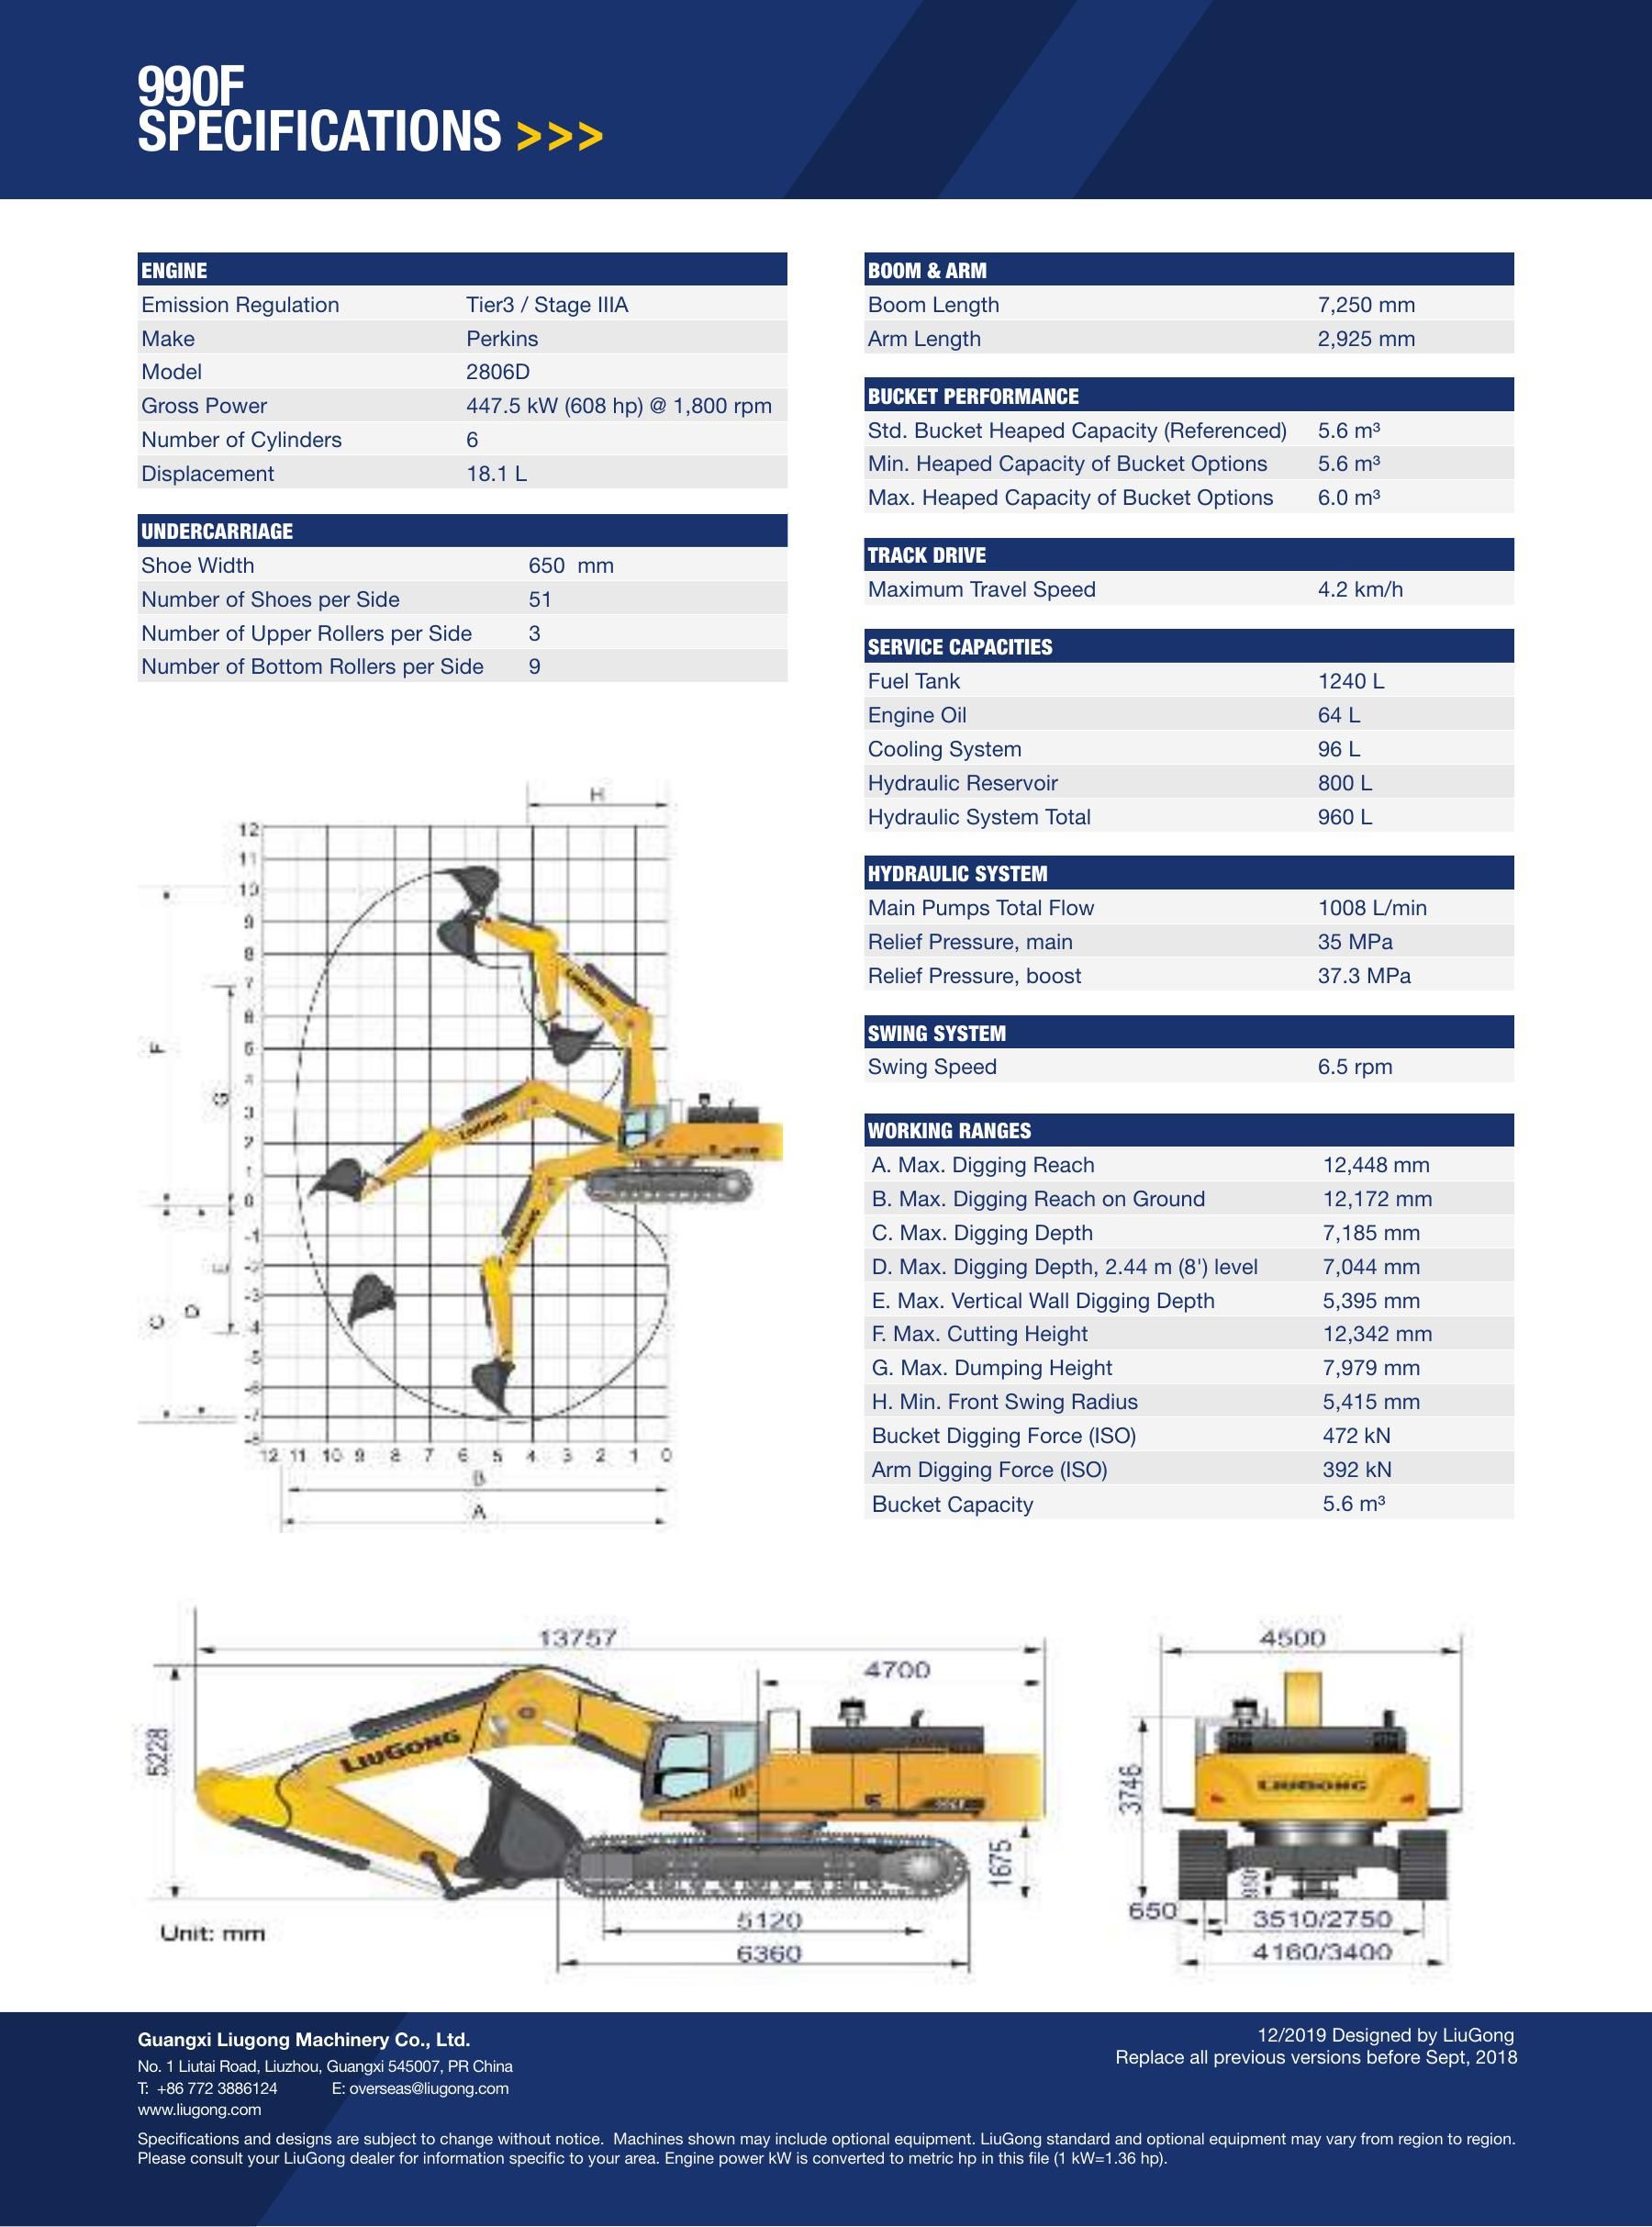 990F
SPECIFICATIONS >>>
ENGINE
Emission Regulation Tier3 / Stage IIIA
Make Perkins
Model 2806D
Gross Power 447.5 kW (608 hp) @ 1,800 rpm
Number of Cylinders 6
Displacement 18.1 L
UNDERCARRIAGE
Shoe Width 650 mm
Number of Shoes per Side 51
Number of Upper Rollers per Side 3
Number of Bottom Rollers per Side 9
BOOM & ARM
Boom Length 7,250 mm
Arm Length 2,925 mm
BUCKET PERFORMANCE
Std. Bucket Heaped Capacity (Referenced) 5.6 m³
Min. Heaped Capacity of Bucket Options 5.6 m³
Max. Heaped Capacity of Bucket Options 6.0 m³
TRACK DRIVE
Maximum Travel Speed 4.2 km/h
SERVICE CAPACITIES
Fuel Tank 1240 L
Engine Oil 64 L
Cooling System 96 L
Hydraulic Reservoir 800 L
Hydraulic System Total 960 L
HYDRAULIC SYSTEM
Main Pumps Total Flow 1008 L/min
Relief Pressure, main 35 MPa
Relief Pressure, boost 37.3 MPa
SWING SYSTEM
Swing Speed 6.5 rpm
WORKING RANGES
A. Max. Digging Reach 12,448 mm
B. Max. Digging Reach on Ground 12,172 mm
C. Max. Digging Depth 7,185 mm
D. Max. Digging Depth, 2.44 m (8') level 7,044 mm
E. Max. Vertical Wall Digging Depth 5,395 mm
F. Max. Cutting Height 12,342 mm
G. Max. Dumping Height 7,979 mm
H. Min. Front Swing Radius 5,415 mm
Bucket Digging Force (ISO) 472 kN
Arm Digging Force (ISO) 392 kN
Bucket Capacity 5.6 m³
H
12
11
10
9
8
7
6
5
4
3
2
1
0
-1
-2
-3
-4
-5
-6
-7
-8
F
G
E
C
D
12 11 10 9 8 7 6 5 4 3 2 1 0
B
A
LIUGONG
LIUGONG
LIUGONG
13757
4700
5228
LIUGONG
1675
5120
6360
Unit: mm
4500
3746
LIUGONG
650
3510/2750
4160/3400
Guangxi Liugong Machinery Co., Ltd.
No. 1 Liutai Road, Liuzhou, Guangxi 545007, PR China
T: +86 772 3886124 E: overseas@liugong.com
www.liugong.com
12/2019 Designed by LiuGong
Replace all previous versions before Sept, 2018
Specifications and designs are subject to change without notice. Machines shown may include optional equipment. LiuGong standard and optional equipment may vary from region to region.
Please consult your LiuGong dealer for information specific to your area. Engine power kW is converted to metric hp in this file (1 kW=1.36 hp).